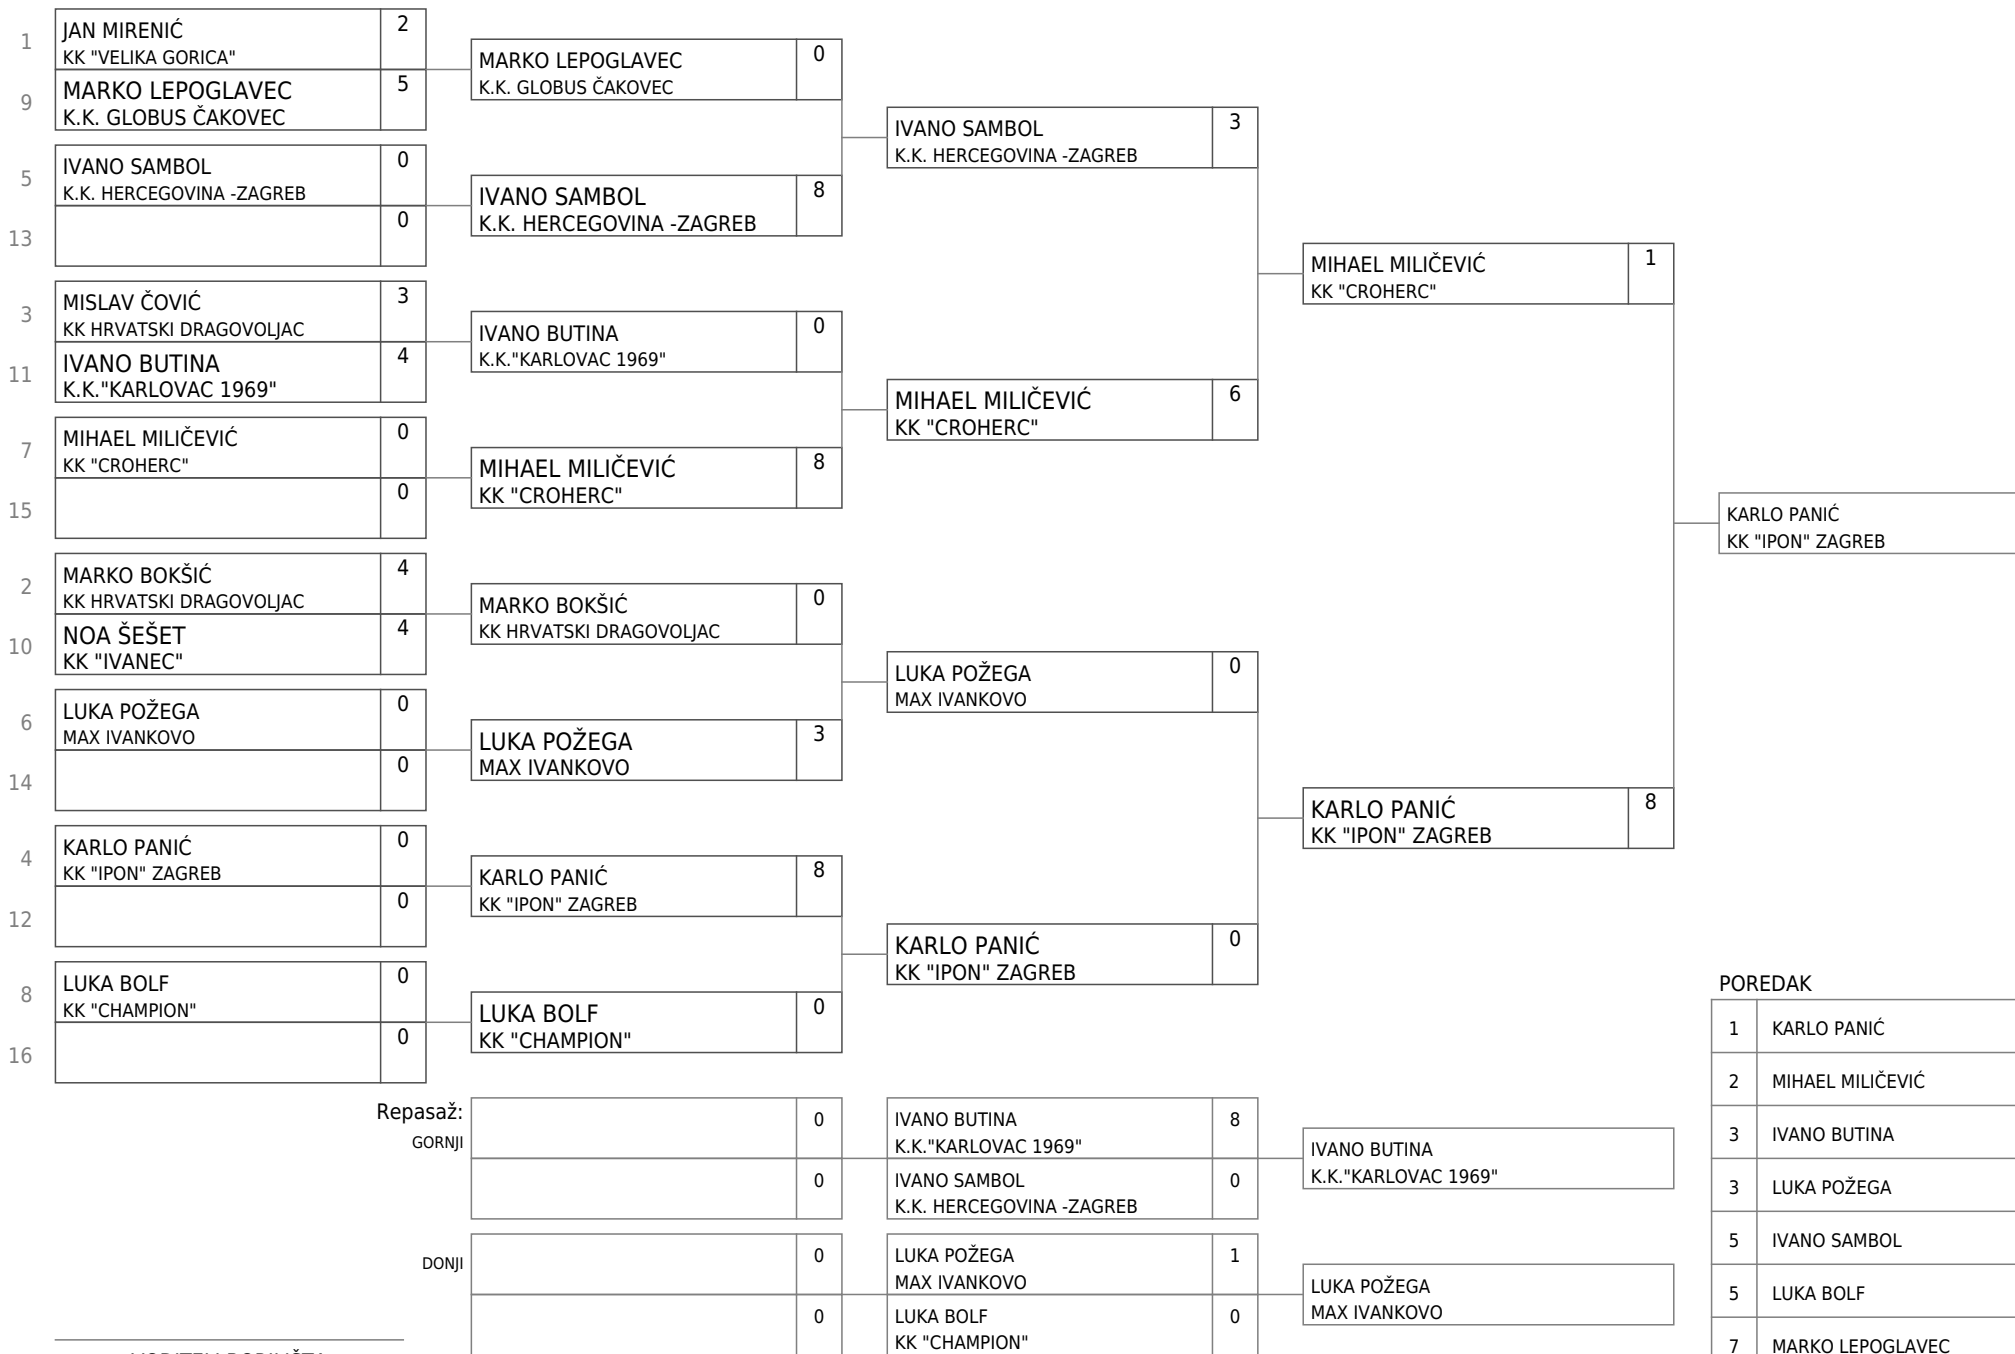 1
JAN MIRENIĆ
KK "VELIKA GORICA"
2
9
MARKO LEPOGLAVEC
K.K. GLOBUS ČAKOVEC
5
5
IVANO SAMBOL
K.K. HERCEGOVINA -ZAGREB
0
13
0
3
MISLAV ČOVIĆ
KK HRVATSKI DRAGOVOLJAC
3
11
IVANO BUTINA
K.K."KARLOVAC 1969"
4
7
MIHAEL MILIČEVIĆ
KK "CROHERC"
0
15
0
2
MARKO BOKŠIĆ
KK HRVATSKI DRAGOVOLJAC
4
10
NOA ŠEŠET
KK "IVANEC"
4
6
LUKA POŽEGA
MAX IVANKOVO
0
14
0
4
KARLO PANIĆ
KK "IPON" ZAGREB
0
12
0
8
LUKA BOLF
KK "CHAMPION"
0
16
0
MARKO LEPOGLAVEC
K.K. GLOBUS ČAKOVEC
0
IVANO SAMBOL
K.K. HERCEGOVINA -ZAGREB
8
IVANO BUTINA
K.K."KARLOVAC 1969"
0
MIHAEL MILIČEVIĆ
KK "CROHERC"
8
MARKO BOKŠIĆ
KK HRVATSKI DRAGOVOLJAC
0
LUKA POŽEGA
MAX IVANKOVO
3
KARLO PANIĆ
KK "IPON" ZAGREB
8
LUKA BOLF
KK "CHAMPION"
0
IVANO SAMBOL
K.K. HERCEGOVINA -ZAGREB
3
MIHAEL MILIČEVIĆ
KK "CROHERC"
6
LUKA POŽEGA
MAX IVANKOVO
0
KARLO PANIĆ
KK "IPON" ZAGREB
0
MIHAEL MILIČEVIĆ
KK "CROHERC"
1
KARLO PANIĆ
KK "IPON" ZAGREB
8
KARLO PANIĆ
KK "IPON" ZAGREB
Repasaž:
GORNJI
0
0
IVANO BUTINA
K.K."KARLOVAC 1969"
8
IVANO SAMBOL
K.K. HERCEGOVINA -ZAGREB
0
IVANO BUTINA
K.K."KARLOVAC 1969"
DONJI
0
0
LUKA POŽEGA
MAX IVANKOVO
1
LUKA BOLF
KK "CHAMPION"
0
LUKA POŽEGA
MAX IVANKOVO
POREDAK
1 KARLO PANIĆ
2 MIHAEL MILIČEVIĆ
3 IVANO BUTINA
3 LUKA POŽEGA
5 IVANO SAMBOL
5 LUKA BOLF
7 MARKO LEPOGLAVEC